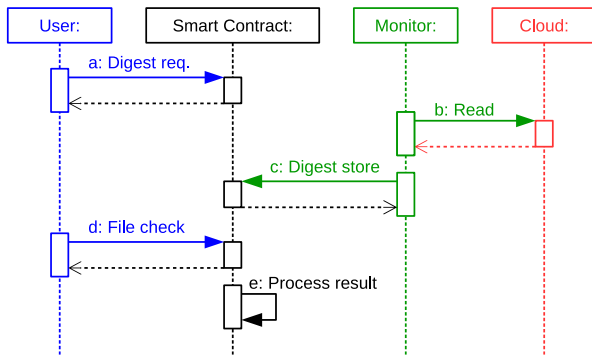 User:
Smart Contract:
Monitor:
Cloud:
a: Digest req.
b: Read
c: Digest store
d: File check
e: Process result